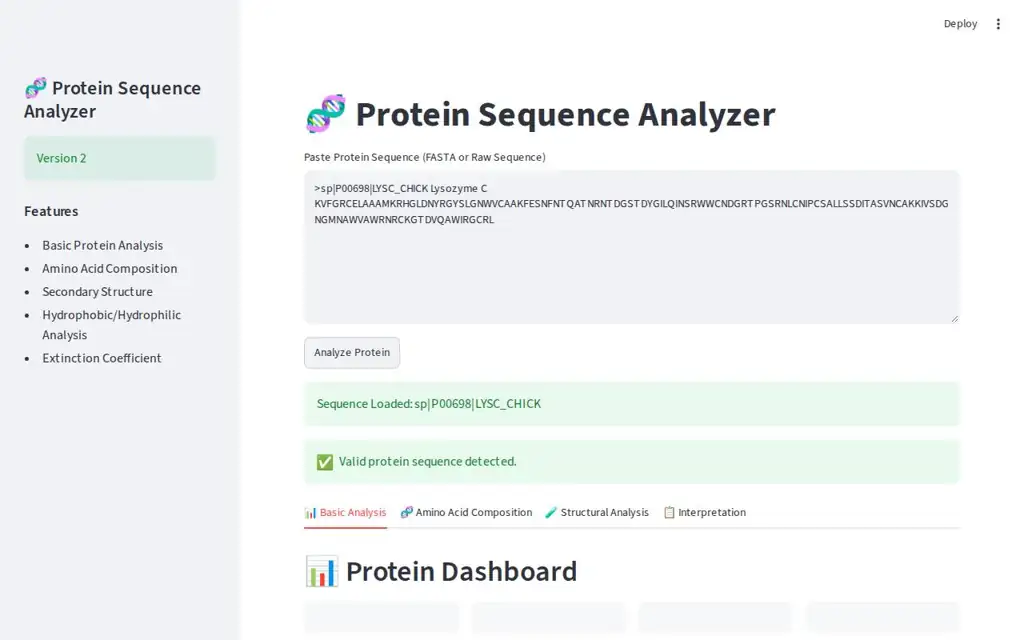 Deploy
Protein Sequence
Analyzer
Version 2
Features
Basic Protein Analysis
Amino Acid Composition
Secondary Structure
Hydrophobic/Hydrophilic
Analysis
Extinction Coefficient
Protein Sequence Analyzer
Paste Protein Sequence (FASTA or Raw Sequence)
>sp|P00698|LYSC_CHICK Lysozyme C
KVFGRCELAAAMKRHGLDNYRGYSLGNWVCAAKFESNFNTQATNRNTDGSTDYGILQINSRWWCNDGRTPGSRNLCNIPCSALLSSDITASVNCAKKIVSDG
NGMNAWVAWRNRCKGTDVQAWIRGCRL
Analyze Protein
Sequence Loaded: sp|P00698|LYSC_CHICK
Valid protein sequence detected.
Basic Analysis Amino Acid Composition Structural Analysis Interpretation
Protein Dashboard